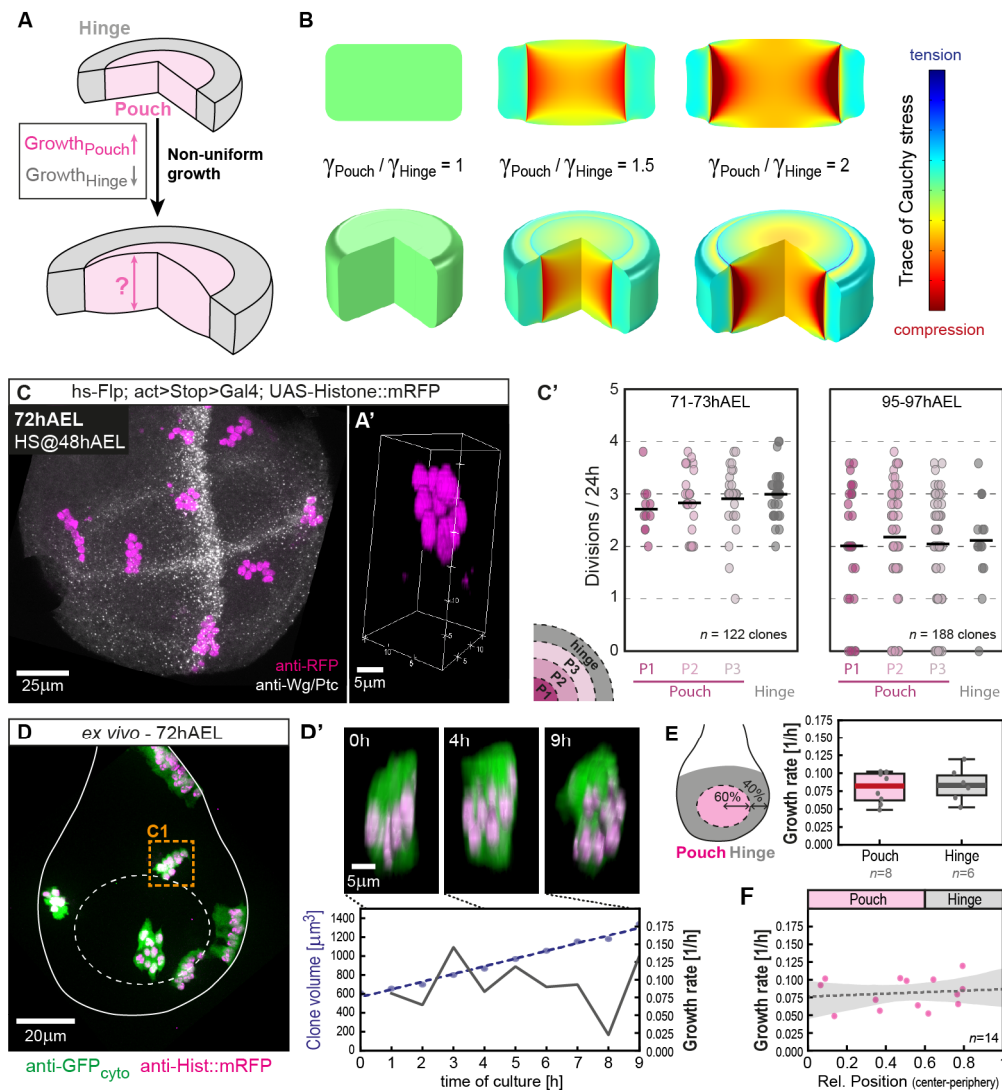 A
Hinge
Pouch
Growth Pouch ↑
Growth Hinge ↓
Non-uniform
growth
?
B
γPouch / γHinge = 1
γPouch / γHinge = 1.5
γPouch / γHinge = 2
tension
Trace of Cauchy stress
compression
C
hs-Flp; act>Stop>Gal4; UAS-Histone::mRFP
72hAEL
HS@48hAEL
25µm
anti-RFP
anti-Wg/Ptc
A'
10
5
5
10
5
10
5µm
C'
71-73hAEL
95-97hAEL
Divisions / 24h
5
4
3
2
1
0
n = 122 clones
n = 188 clones
P1
P2
P3
hinge
P1 P2 P3
Pouch
Hinge
P1 P2 P3
Pouch
Hinge
D
ex vivo - 72hAEL
C1
20µm
anti-GFPcyto anti-Hist::mRFP
D'
0h
4h
9h
5µm
Clone volume [µm³]
1400
1200
1000
800
600
400
200
0
0 1 2 3 4 5 6 7 8 9
time of culture [h]
0.175
0.150
0.125
0.100
0.075
0.050
0.025
0.000
Growth rate [1/h]
E
60%
40%
Pouch Hinge
Growth rate [1/h]
0.175
0.150
0.125
0.100
0.075
0.050
0.025
0.000
Pouch
n=8
Hinge
n=6
F
Pouch
Hinge
Growth rate [1/h]
0.175
0.150
0.125
0.100
0.075
0.050
0.025
0.000
n=14
0 0.2 0.4 0.6 0.8 1
Rel. Position (center-periphery)